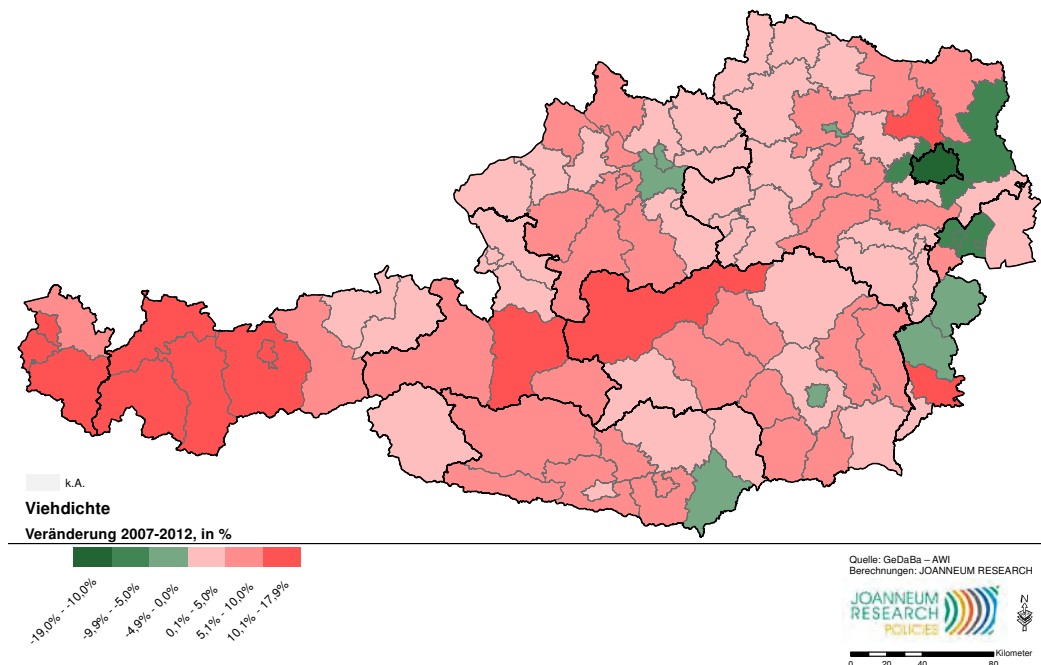 k.A.
Viehdichte
Veränderung 2007-2012, in %
-19,0% - -10,0%
-9,9% - -5,0%
-4,9% - 0,0%
0,1% - 5,0%
5,1% - 10,0%
10,1% - 17,9%
Quelle: GeDaBa – AWI
Berechnungen: JOANNEUM RESEARCH
JOANNEUM
RESEARCH
POLICIES
N
Kilometer
0 20 40 80